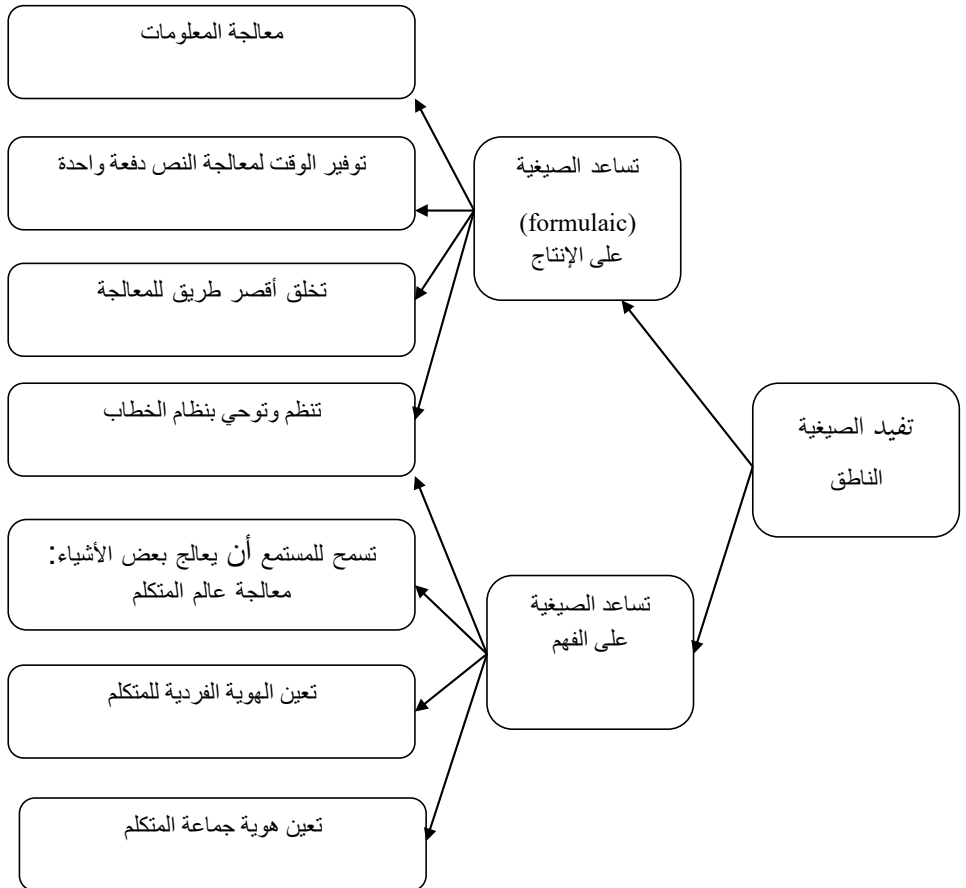 تفيد الصيغية
الناطق
تساعد الصيغية
(formulaic)
على الإنتاج
معالجة المعلومات
توفير الوقت لمعالجة النص دفعة واحدة
تخلق أقصر طريق للمعالجة
تنظم وتوحي بنظام الخطاب
تساعد الصيغية
على الفهم
تسمح للمستمع أن يعالج بعض الأشياء:
معالجة عالم المتكلم
تعين الهوية الفردية للمتكلم
تعين هوية جماعة المتكلم